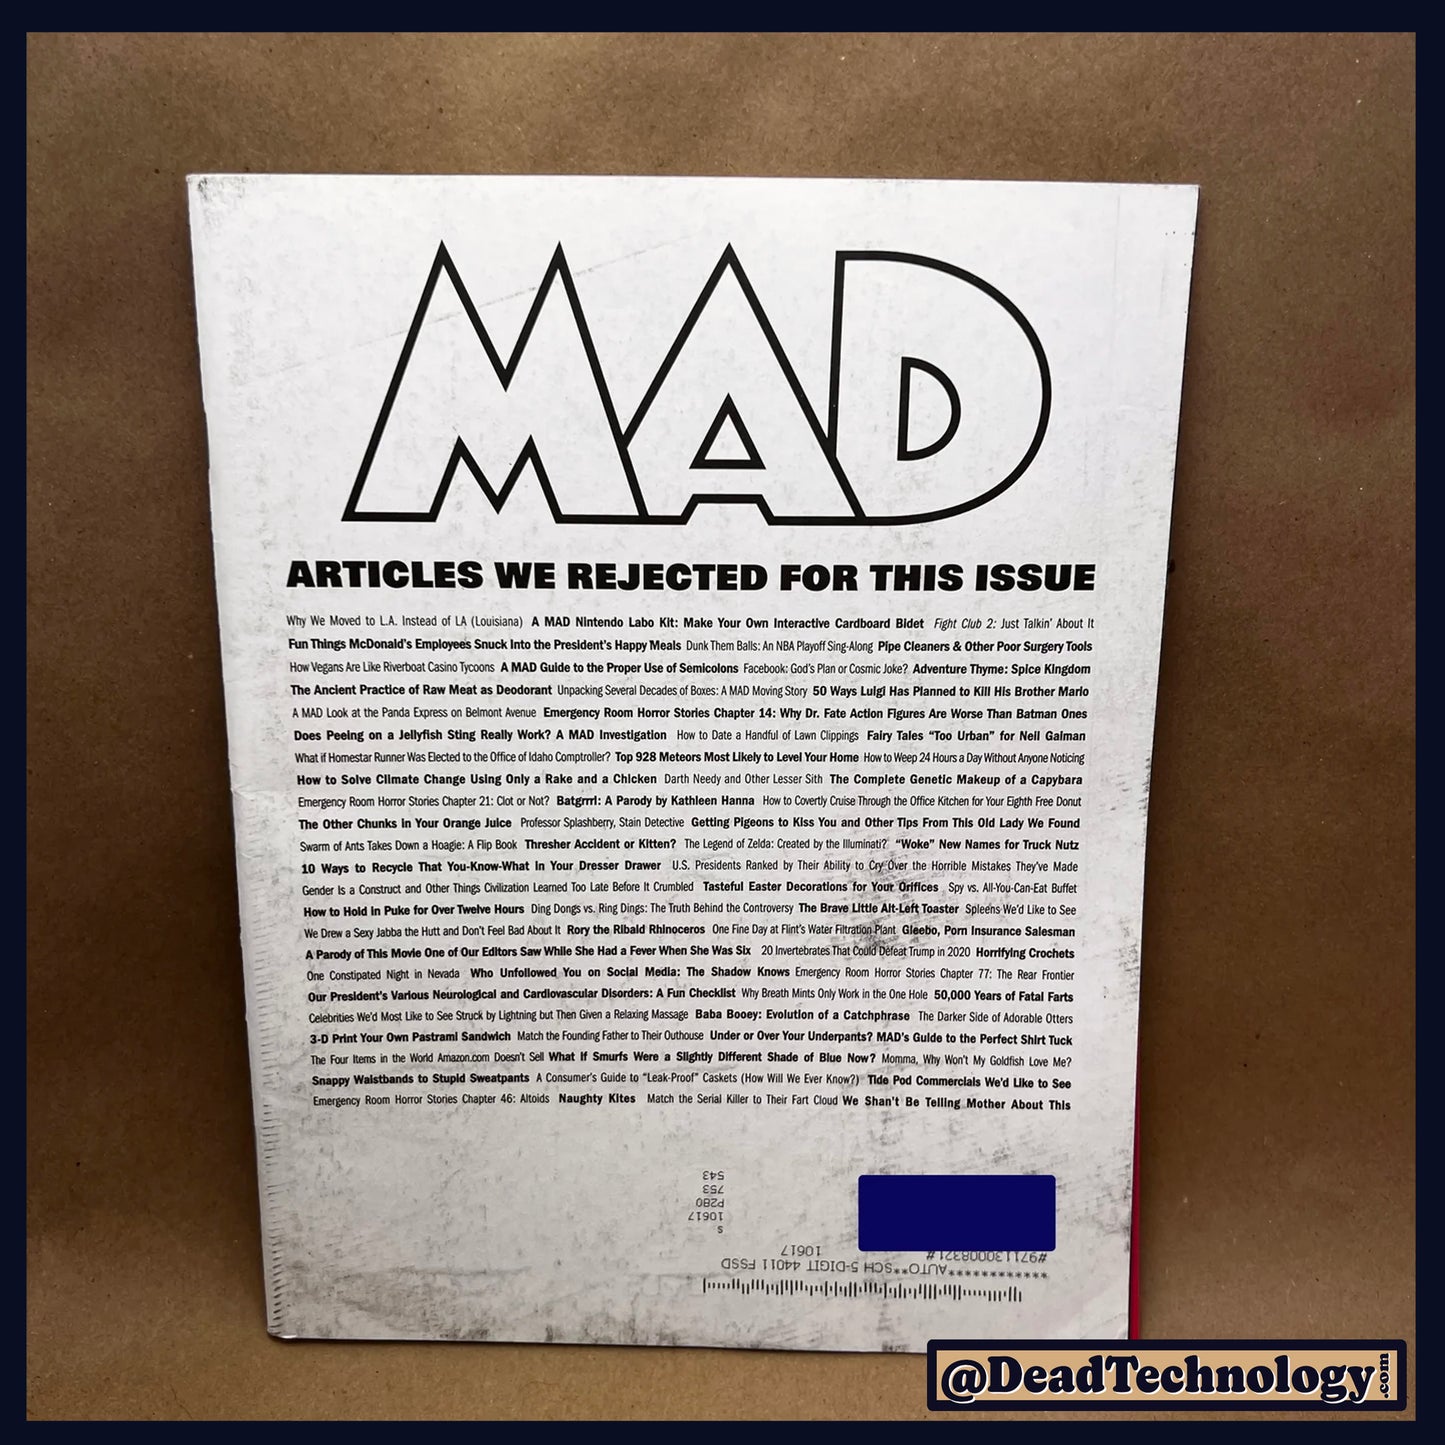 MAD
ARTICLES WE REJECTED FOR THIS ISSUE
Why We Moved to L.A. Instead of LA (Louisiana) A MAD Nintendo Labo Kit: Make Your Own Interactive Cardboard Bidet Fight Club 2: Just Talkin' About It
Fun Things McDonald's Employees Snuck Into the President's Happy Meals Dunk Them Balls: An NBA Playoff Sing-Along Pipe Cleaners & Other Poor Surgery Tools
How Vegans Are Like Riverboat Casino Tycoons A MAD Guide to the Proper Use of Semicolons Facebook: God's Plan or Cosmic Joke? Adventure Thyme: Spice Kingdom
The Ancient Practice of Raw Meat as Deodorant Unpacking Several Decades of Boxes: A MAD Moving Story 50 Ways Luigi Has Planned to Kill His Brother Mario
A MAD Look at the Panda Express on Belmont Avenue Emergency Room Horror Stories Chapter 14: Why Dr. Fate Action Figures Are Worse Than Batman Ones
Does Peeing on a Jellyfish Sting Really Work? A MAD Investigation How to Date a Handful of Lawn Clippings Fairy Tales "Too Urban" for Neil Gaiman
What if Homestar Runner Was Elected to the Office of Idaho Comptroller? Top 928 Meteors Most Likely to Level Your Home How to Weep 24 Hours a Day Without Anyone Noticing
How to Solve Climate Change Using Only a Rake and a Chicken Darth Needy and Other Lesser Sith The Complete Genetic Makeup of a Capybara
Emergency Room Horror Stories Chapter 21: Clot or Not? Batgrrrl: A Parody by Kathleen Hanna How to Covertly Cruise Through the Office Kitchen for Your Eighth Free Donut
The Other Chunks in Your Orange Juice Professor Splashberry, Stain Detective Getting Pigeons to Kiss You and Other Tips From This Old Lady We Found
Swarm of Ants Takes Down a Hoagie: A Flip Book Thresher Accident or Kitten? The Legend of Zelda: Created by the Illuminati? "Woke" New Names for Truck Nutz
10 Ways to Recycle That You-Know-What In Your Dresser Drawer U.S. Presidents Ranked by Their Ability to Cry Over the Horrible Mistakes They've Made
Gender Is a Construct and Other Things Civilization Learned Too Late Before It Crumbled Tasteful Easter Decorations for Your Orifices Spy vs. All-You-Can-Eat Buffet
How to Hold in Puke for Over Twelve Hours Ding Dongs vs. Ring Dings: The Truth Behind the Controversy The Brave Little Alt-Left Toaster Spleens We'd Like to See
We Drew a Sexy Jabba the Hutt and Don't Feel Bad About It Rory the Ribald Rhinoceros One Fine Day at Flint's Water Filtration Plant Gleebo, Porn Insurance Salesman
A Parody of This Movie One of Our Editors Saw While She Had a Fever When She Was Six 20 Invertebrates That Could Defeat Trump in 2020 Horrifying Crochets
One Constipated Night in Nevada Who Unfollowed You on Social Media: The Shadow Knows Emergency Room Horror Stories Chapter 77: The Rear Frontier
Our President's Various Neurological and Cardiovascular Disorders: A Fun Checklist Why Breath Mints Only Work in the One Hole 50,000 Years of Fatal Farts
Celebrities We'd Most Like to See Struck by Lightning but Then Given a Relaxing Massage Baba Booey: Evolution of a Catchphrase The Darker Side of Adorable Otters
3-D Print Your Own Pastrami Sandwich Match the Founding Father to Their Outhouse Under or Over Your Underpants? MAD's Guide to the Perfect Shirt Tuck
The Four Items in the World Amazon.com Doesn't Sell What If Smurfs Were a Slightly Different Shade of Blue Now? Momma, Why Won't My Goldfish Love Me?
Snappy Waistbands to Stupid Sweatpants A Consumer's Guide to "Leak-Proof" Caskets (How Will We Ever Know?) Tide Pod Commercials We'd Like to See
Emergency Room Horror Stories Chapter 46: Altoids Naughty Kites Match the Serial Killer to Their Fart Cloud We Shan't Be Telling Mother About This
************AUTO**SCH 5-DIGIT 44011 FSSD
#9711300008321# 10617
S
10617
P280
753
543
@DeadTechnology.com